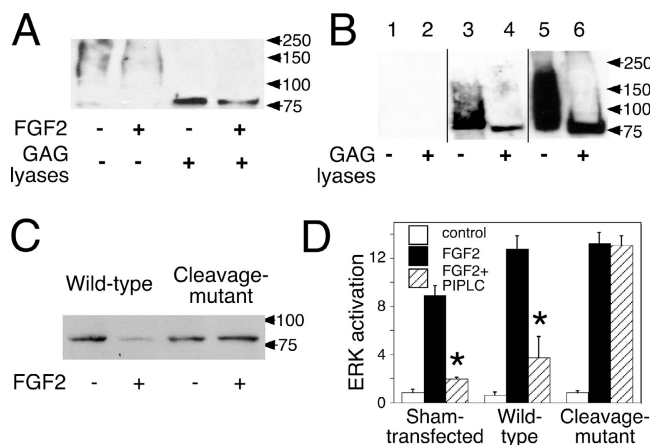 A
250
150
100
75
FGF2 - + - +
GAG lyases - - + +
B
1 2 3 4 5 6
250
150
100
75
GAG lyases - + - + - +
C
Wild-type Cleavage-mutant
100
75
FGF2 - + - +
D
ERK activation
12
8
4
0
control
FGF2
FGF2+
PIPLC
* *
Sham-transfected Wild-type Cleavage-mutant